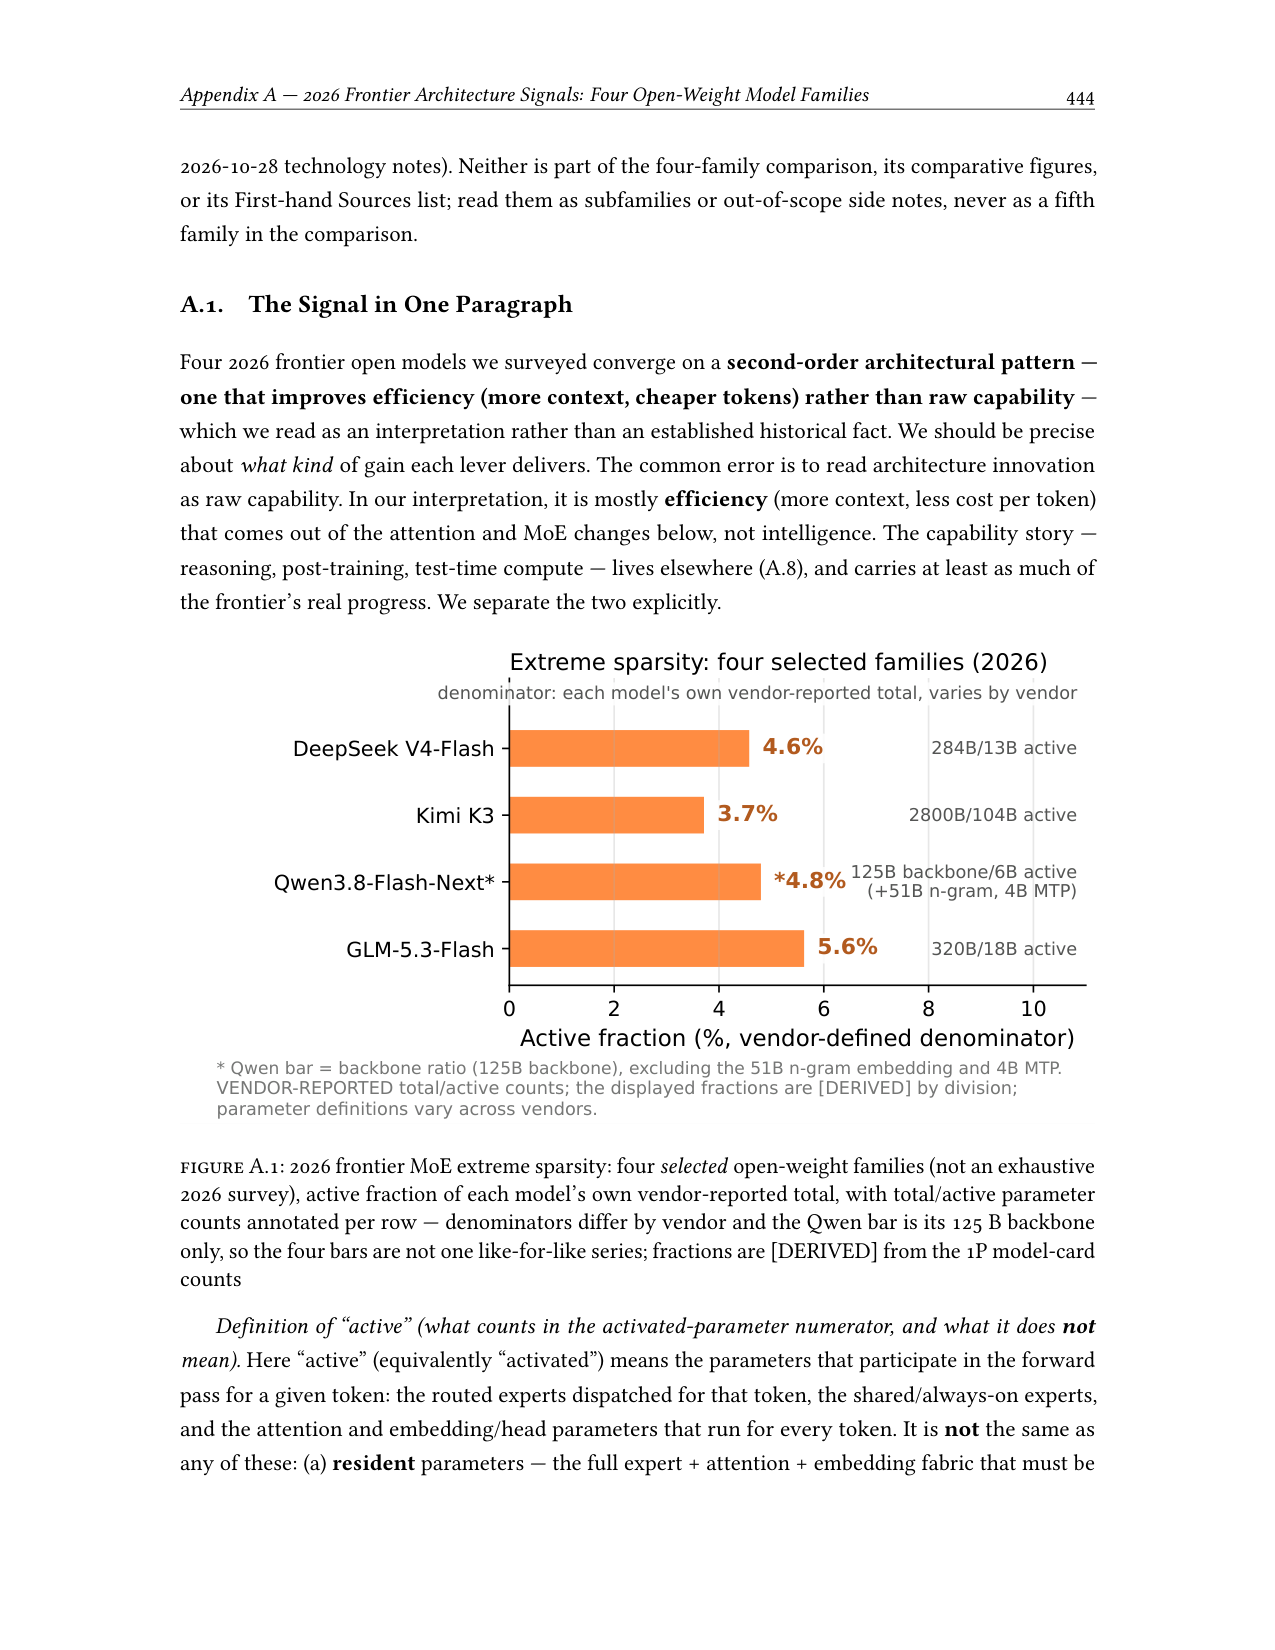 Appendix A — 2026 Frontier Architecture Signals: Four Open-Weight Model Families 444
2026-10-28 technology notes). Neither is part of the four-family comparison, its comparative figures,
or its First-hand Sources list; read them as subfamilies or out-of-scope side notes, never as a fifth
family in the comparison.
A.1. The Signal in One Paragraph
Four 2026 frontier open models we surveyed converge on a second-order architectural pattern —
one that improves efficiency (more context, cheaper tokens) rather than raw capability —
which we read as an interpretation rather than an established historical fact. We should be precise
about what kind of gain each lever delivers. The common error is to read architecture innovation
as raw capability. In our interpretation, it is mostly efficiency (more context, less cost per token)
that comes out of the attention and MoE changes below, not intelligence. The capability story —
reasoning, post-training, test-time compute — lives elsewhere (A.8), and carries at least as much of
the frontier’s real progress. We separate the two explicitly.
Extreme sparsity: four selected families (2026)
denominator: each model's own vendor-reported total, varies by vendor
DeepSeek V4-Flash 4.6% 284B/13B active
Kimi K3 3.7% 2800B/104B active
Qwen3.8-Flash-Next* *4.8% 125B backbone/6B active
(+51B n-gram, 4B MTP)
GLM-5.3-Flash 5.6% 320B/18B active
0 2 4 6 8 10
Active fraction (%, vendor-defined denominator)
* Qwen bar = backbone ratio (125B backbone), excluding the 51B n-gram embedding and 4B MTP.
VENDOR-REPORTED total/active counts; the displayed fractions are [DERIVED] by division;
parameter definitions vary across vendors.
FIGURE A.1: 2026 frontier MoE extreme sparsity: four selected open-weight families (not an exhaustive
2026 survey), active fraction of each model’s own vendor-reported total, with total/active parameter
counts annotated per row — denominators differ by vendor and the Qwen bar is its 125 B backbone
only, so the four bars are not one like-for-like series; fractions are [DERIVED] from the 1P model-card
counts
Definition of “active” (what counts in the activated-parameter numerator, and what it does not
mean). Here “active” (equivalently “activated”) means the parameters that participate in the forward
pass for a given token: the routed experts dispatched for that token, the shared/always-on experts,
and the attention and embedding/head parameters that run for every token. It is not the same as
any of these: (a) resident parameters — the full expert + attention + embedding fabric that must be